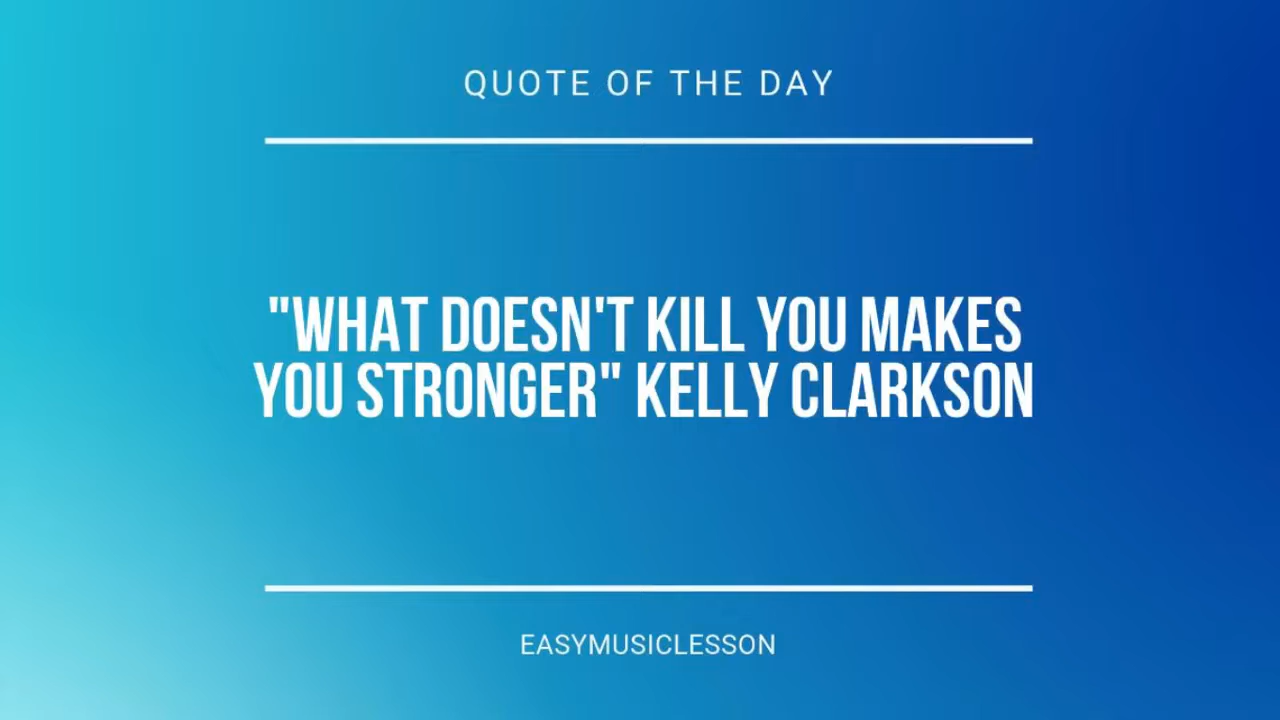 QUOTE OF THE DAY
"WHAT DOESN'T KILL YOU MAKES
YOU STRONGER" KELLY CLARKSON
EASYMUSICLESSON